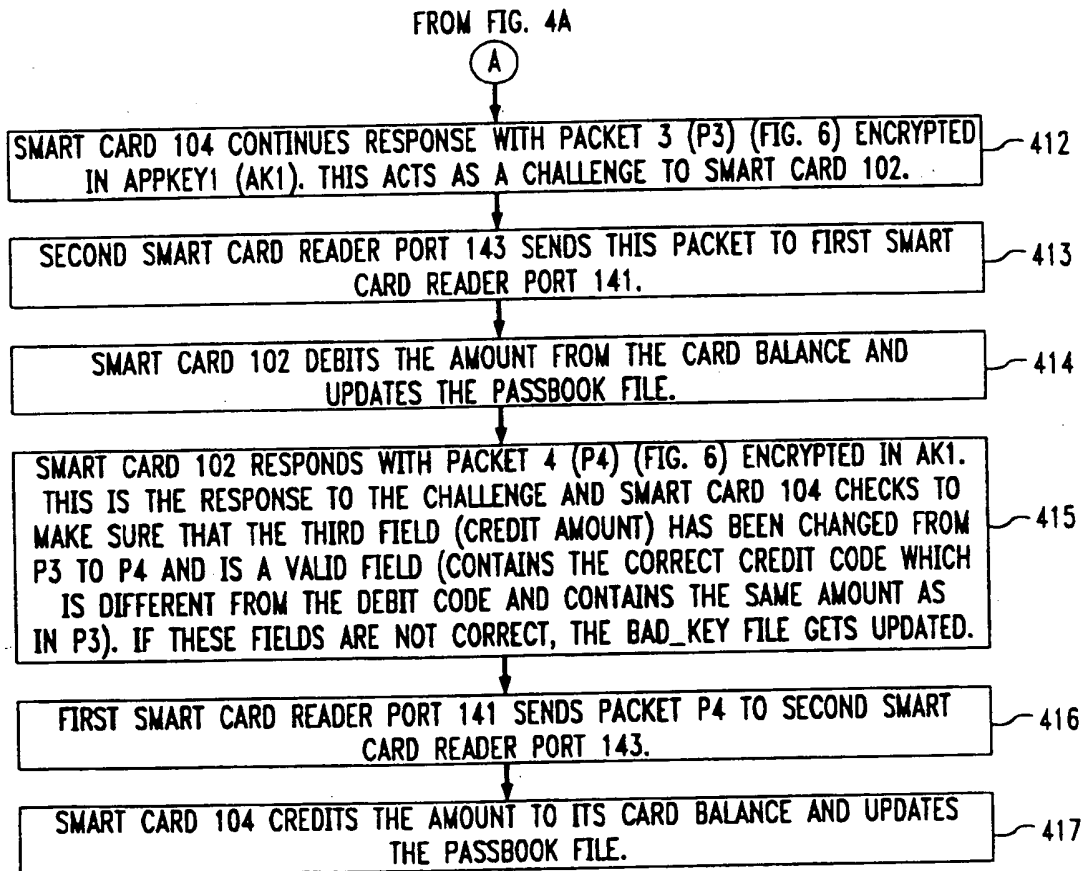 FROM FIG. 4A
A
SMART CARD 104 CONTINUES RESPONSE WITH PACKET 3 (P3) (FIG. 6) ENCRYPTED
IN APPKEY1 (AK1). THIS ACTS AS A CHALLENGE TO SMART CARD 102.
412
SECOND SMART CARD READER PORT 143 SENDS THIS PACKET TO FIRST SMART
CARD READER PORT 141.
413
SMART CARD 102 DEBITS THE AMOUNT FROM THE CARD BALANCE AND
UPDATES THE PASSBOOK FILE.
414
SMART CARD 102 RESPONDS WITH PACKET 4 (P4) (FIG. 6) ENCRYPTED IN AK1.
THIS IS THE RESPONSE TO THE CHALLENGE AND SMART CARD 104 CHECKS TO
MAKE SURE THAT THE THIRD FIELD (CREDIT AMOUNT) HAS BEEN CHANGED FROM
P3 TO P4 AND IS A VALID FIELD (CONTAINS THE CORRECT CREDIT CODE WHICH
IS DIFFERENT FROM THE DEBIT CODE AND CONTAINS THE SAME AMOUNT AS
IN P3). IF THESE FIELDS ARE NOT CORRECT, THE BAD_KEY FILE GETS UPDATED.
415
FIRST SMART CARD READER PORT 141 SENDS PACKET P4 TO SECOND SMART
CARD READER PORT 143.
416
SMART CARD 104 CREDITS THE AMOUNT TO ITS CARD BALANCE AND UPDATES
THE PASSBOOK FILE.
417